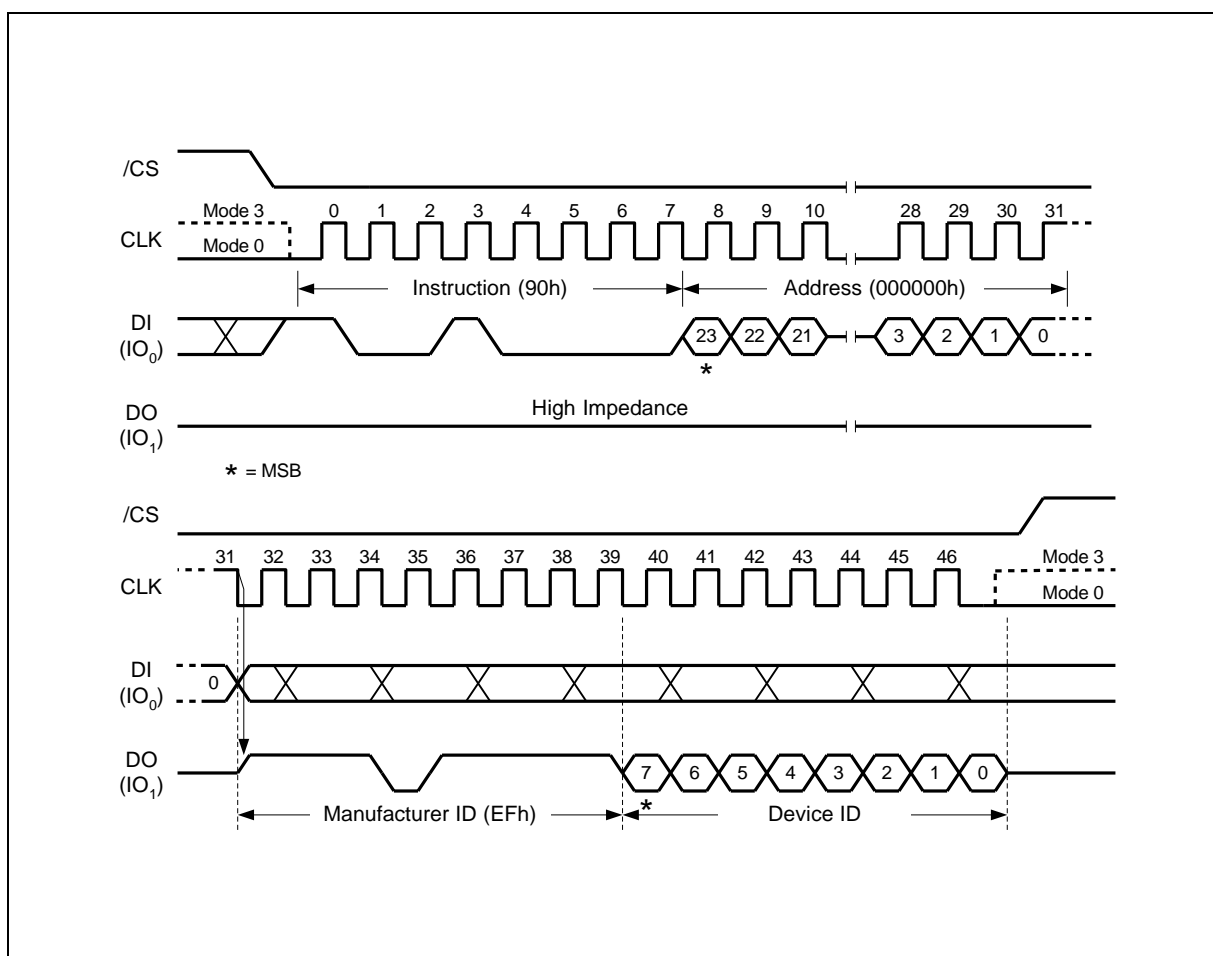 /CS
Mode 3 0 1 2 3 4 5 6 7 8 9 10 28 29 30 31
CLK Mode 0
Instruction (90h) Address (000000h)
DI
(IO0) 23 22 21 3 2 1 0
*
High Impedance
DO
(IO1)
* = MSB
/CS
31 32 33 34 35 36 37 38 39 40 41 42 43 44 45 46 Mode 3
CLK Mode 0
DI
(IO0) 0
DO
(IO1) 7 6 5 4 3 2 1 0
*
Manufacturer ID (EFh) Device ID